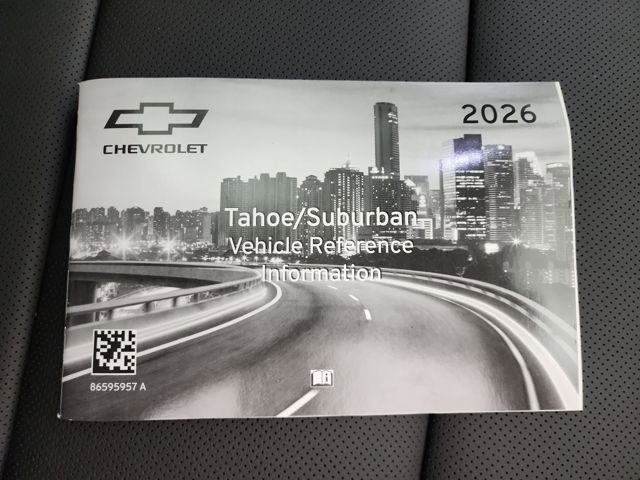 CHEVROLET
2026
Tahoe/Suburban
Vehicle Reference
Information
86595957 A